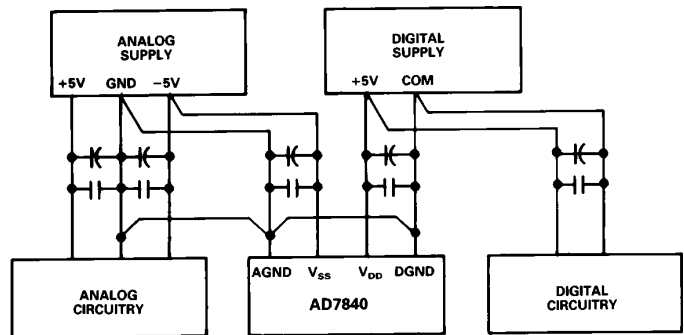 ANALOG
SUPPLY
+5V GND −5V
DIGITAL
SUPPLY
+5V COM
ANALOG
CIRCUITRY
AGND VSS VDD DGND
AD7840
DIGITAL
CIRCUITRY